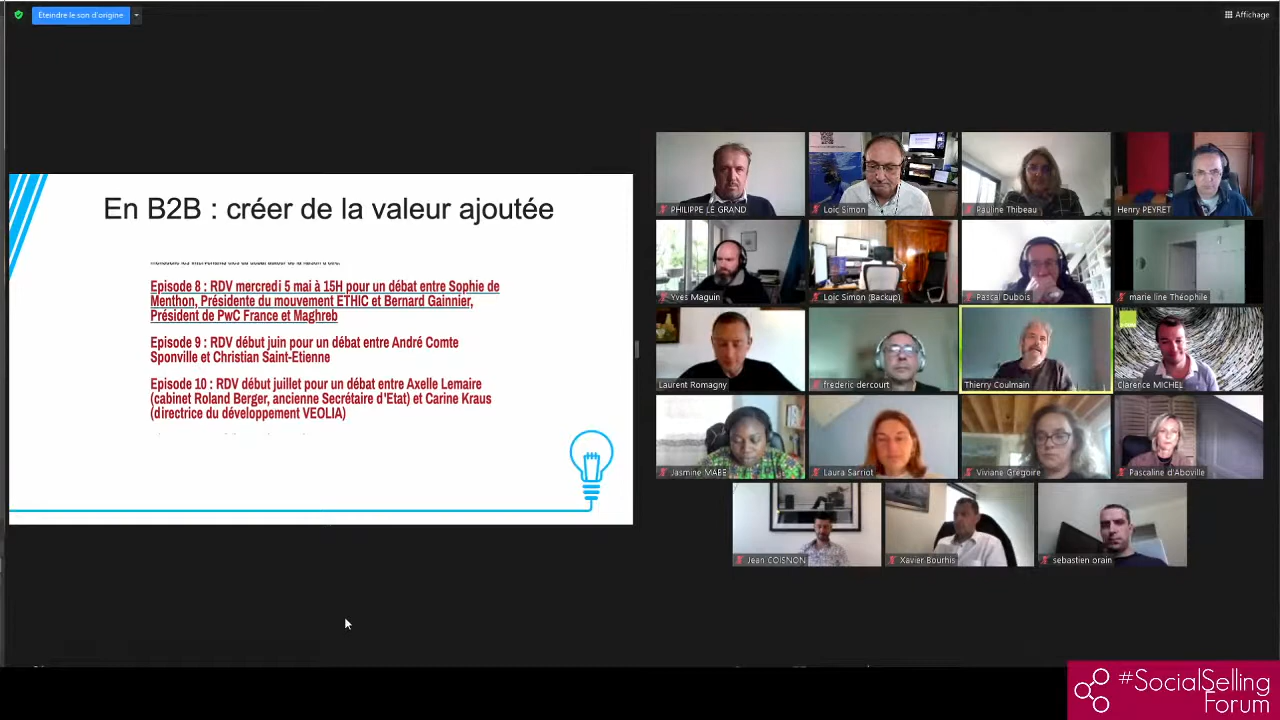 Eteindre le son d'origine
Affichage
En B2B : créer de la valeur ajoutée
Episode 8 : RDV mercredi 5 mai à 15H pour un débat entre Sophie de
Menthon, Présidente du mouvement ETHIC et Bernard Gainnier,
Président de PwC France et Maghreb
Episode 9 : RDV début juin pour un débat entre André Comte
Sponville et Christian Saint-Etienne
Episode 10 : RDV début juillet pour un débat entre Axelle Lemaire
(cabinet Roland Berger, ancienne Secrétaire d'Etat) et Carine Kraus
(directrice du développement VEOLIA)
PHILIPPE LE GRAND
Loic Simon
Pauline Thibeau
Henry PEYRET
Yves Maguin
Loic Simon (Backup)
Pascal Dubois
marie line Théophile
Laurent Romagny
frederic dercourt
Thierry Coulmain
Clarence MICHEL
Jasmine MABE
Laura Sarriot
Viviane Gregoire
Pascaline d'Aboville
Jean COISNON
Xavier Bourhis
sebastien orain
#SocialSelling
Forum